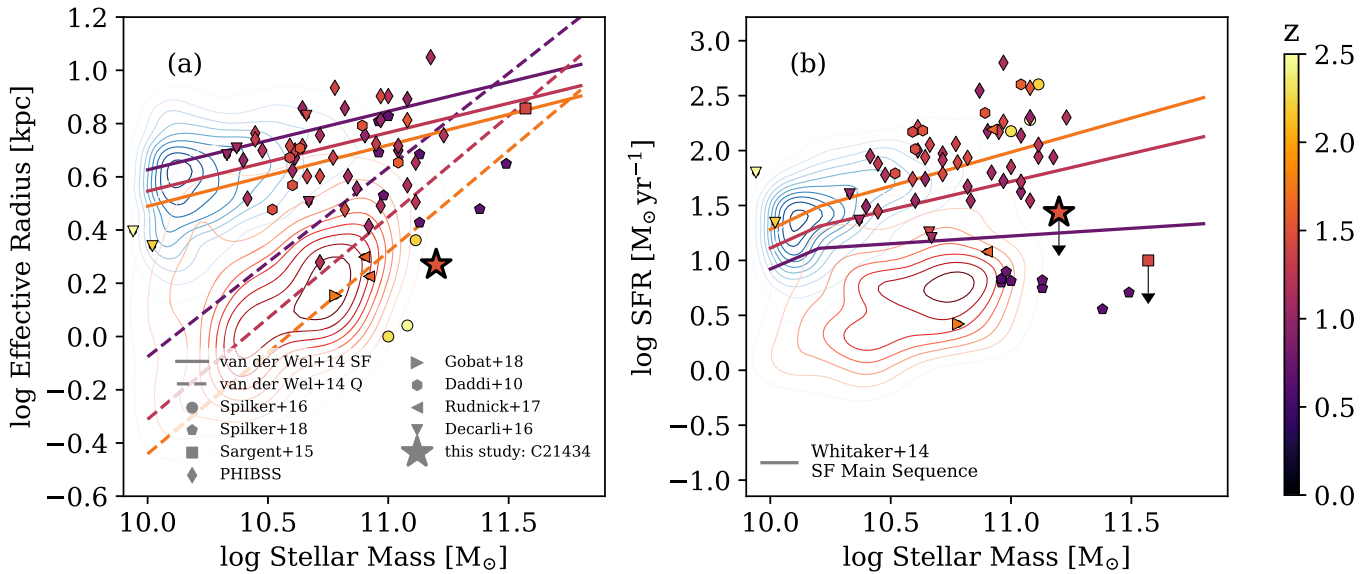 (a)
log Effective Radius [kpc]
1.2
1.0
0.8
0.6
0.4
0.2
0.0
−0.2
−0.4
−0.6
van der Wel+14 SF
van der Wel+14 Q
Spilker+16
Spilker+18
Sargent+15
PHIBSS
Gobat+18
Daddi+10
Rudnick+17
Decarli+16
this study: C21434
10.0 10.5 11.0 11.5
log Stellar Mass [M⊙]
(b)
log SFR [M⊙ yr⁻¹]
3.0
2.5
2.0
1.5
1.0
0.5
0.0
−0.5
−1.0
Whitaker+14
SF Main Sequence
10.0 10.5 11.0 11.5
log Stellar Mass [M⊙]
z
2.5
2.0
1.5
1.0
0.5
0.0